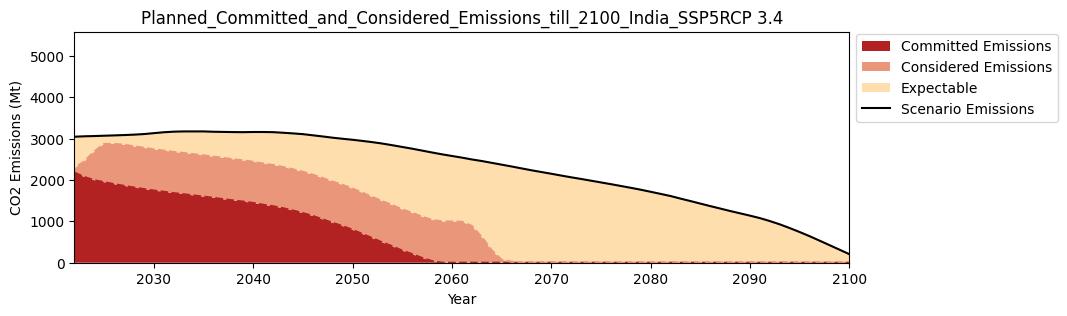 Planned_Committed_and_Considered_Emissions_till_2100_India_SSP5RCP 3.4
Committed Emissions
Considered Emissions
Expectable
Scenario Emissions
CO2 Emissions (Mt)
5000
4000
3000
2000
1000
0
2030 2040 2050 2060 2070 2080 2090 2100
Year